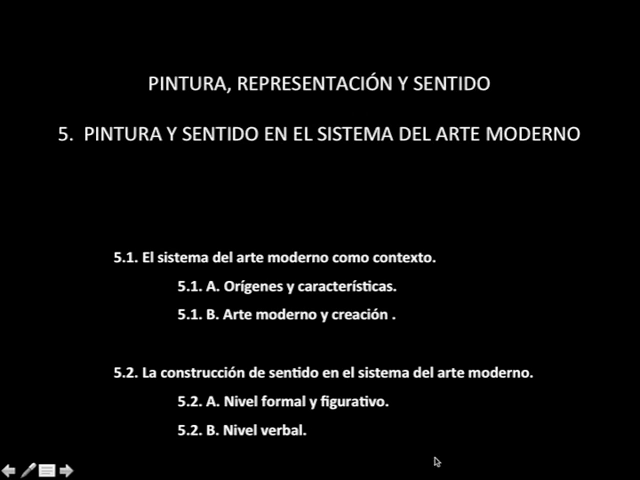 PINTURA, REPRESENTACIÓN Y SENTIDO
5. PINTURA Y SENTIDO EN EL SISTEMA DEL ARTE MODERNO
5.1. El sistema del arte moderno como contexto.
5.1. A. Orígenes y características.
5.1. B. Arte moderno y creación .
5.2. La construcción de sentido en el sistema del arte moderno.
5.2. A. Nivel formal y figurativo.
5.2. B. Nivel verbal.